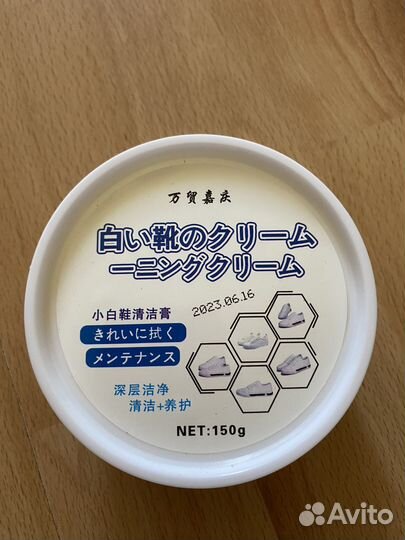 万贸嘉庆
白い靴のクリーム
ーニングクリーム
小白鞋清洁膏
2023.06.16
きれいに拭く
メンテナンス
深层洁净
清洁+养护
NET:150g
Avito